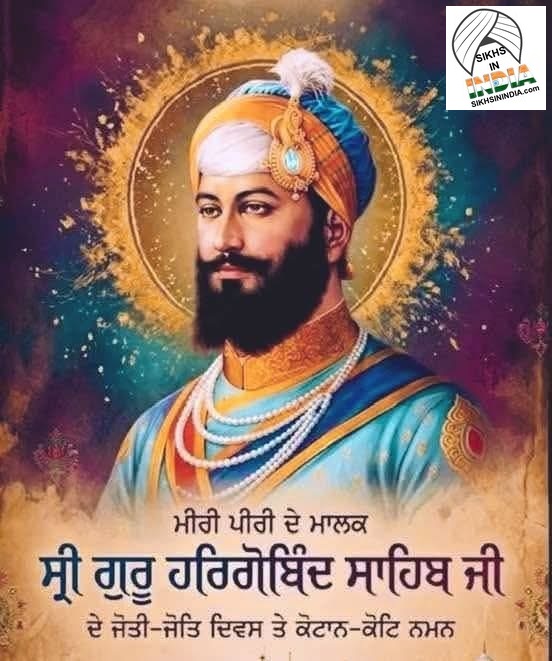 SIKHS
IN
INDIA
SIKHSININDIA.com
ਮੀਰੀ ਪੀਰੀ ਦੇ ਮਾਲਕ
ਸ੍ਰੀ ਗੁਰੂ ਹਰਿਗੋਬਿੰਦ ਸਾਹਿਬ ਜੀ
ਦੇ ਜੋਤੀ-ਜੋਤਿ ਦਿਵਸ ਤੇ ਕੋਟਾਨ-ਕੋਟਿ ਨਮਨ